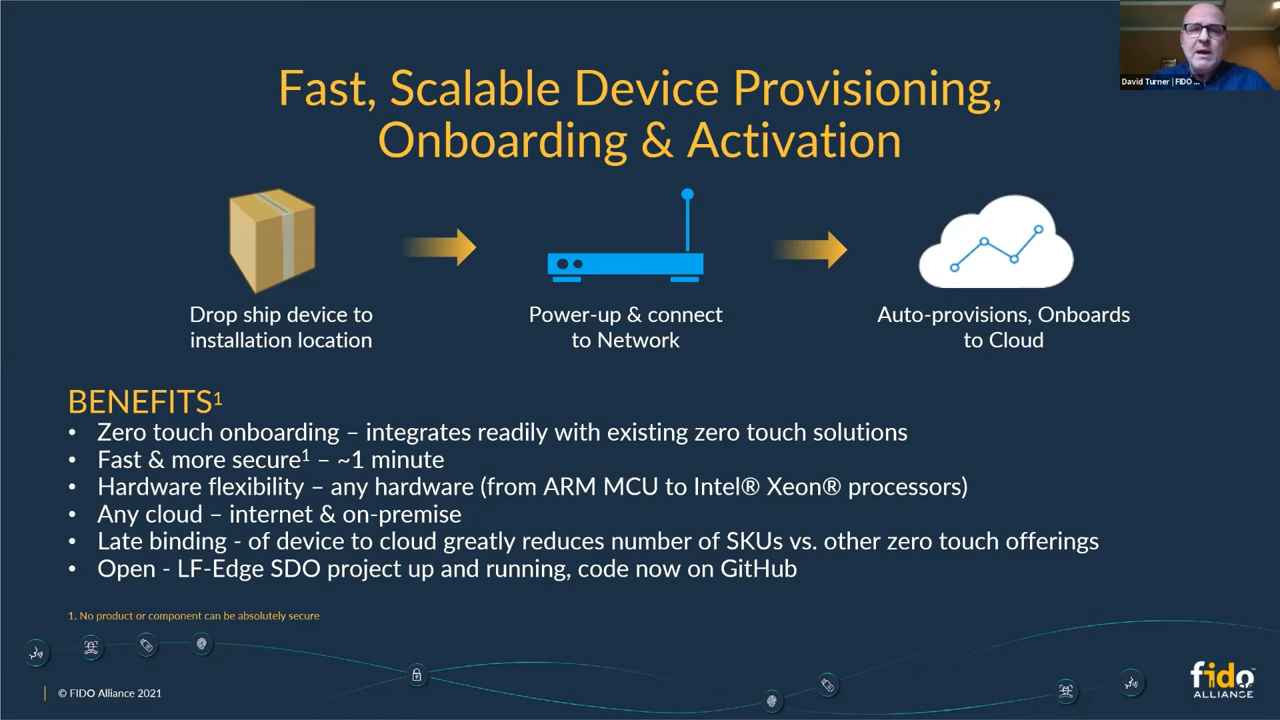 David Turner | FIDO ...
Fast, Scalable Device Provisioning,
Onboarding & Activation
Drop ship device to
installation location
Power-up & connect
to Network
Auto-provisions, Onboards
to Cloud
BENEFITS¹
• Zero touch onboarding – integrates readily with existing zero touch solutions
• Fast & more secure¹ – ~1 minute
• Hardware flexibility – any hardware (from ARM MCU to Intel® Xeon® processors)
• Any cloud – internet & on-premise
• Late binding - of device to cloud greatly reduces number of SKUs vs. other zero touch offerings
• Open - LF-Edge SDO project up and running, code now on GitHub
1. No product or component can be absolutely secure
© FIDO Alliance 2021
fido
ALLIANCE